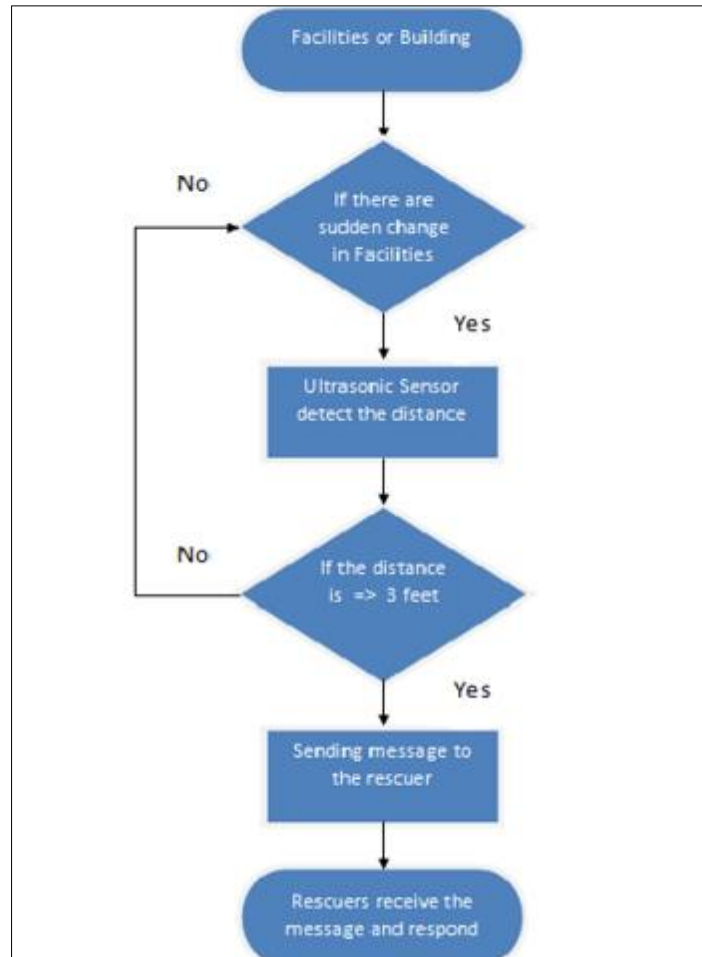 Facilities or Building
No
If there are
sudden change
in Facilities
Yes
Ultrasonic Sensor
detect the distance
No
If the distance
is => 3 feet
Yes
Sending message to
the rescuer
Rescuers receive the
message and respond